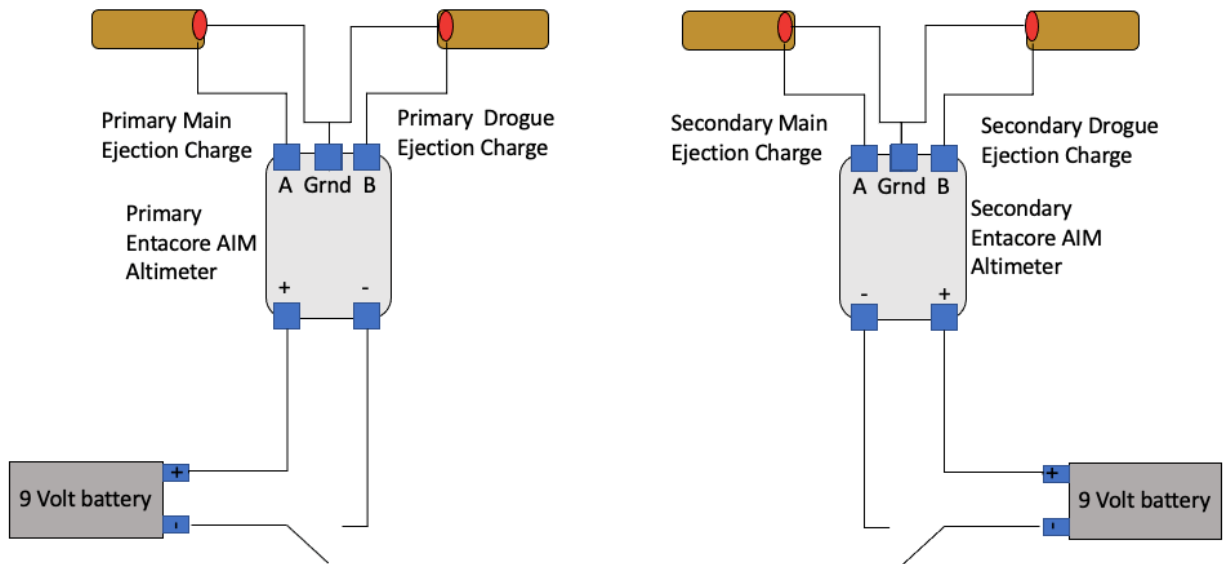 Primary Main
Ejection Charge
Primary Drogue
Ejection Charge
A Grnd B
Primary
Entacore AIM
Altimeter
+ -
9 Volt battery
+
-
Secondary Main
Ejection Charge
Secondary Drogue
Ejection Charge
A Grnd B
Secondary
Entacore AIM
Altimeter
- +
+
-
9 Volt battery